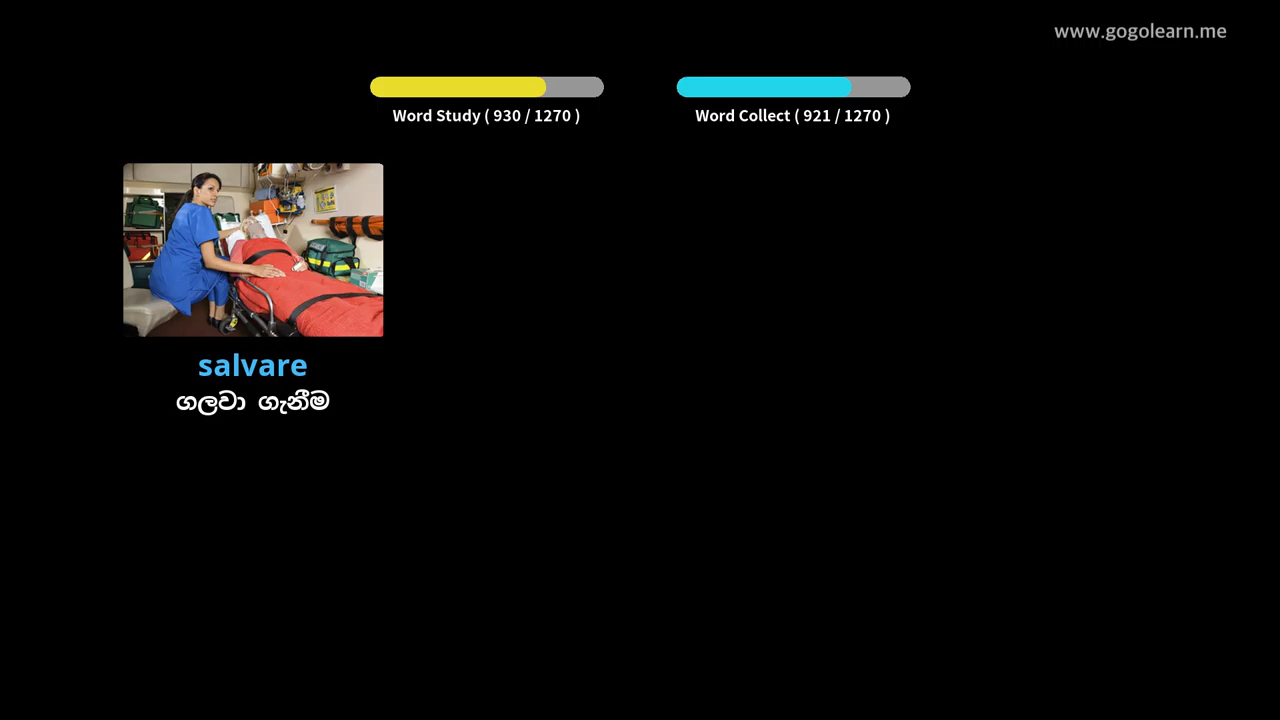 www.gogolearn.me
Word Study ( 930 / 1270 )
Word Collect ( 921 / 1270 )
salvare
ගලවා ගැනීම